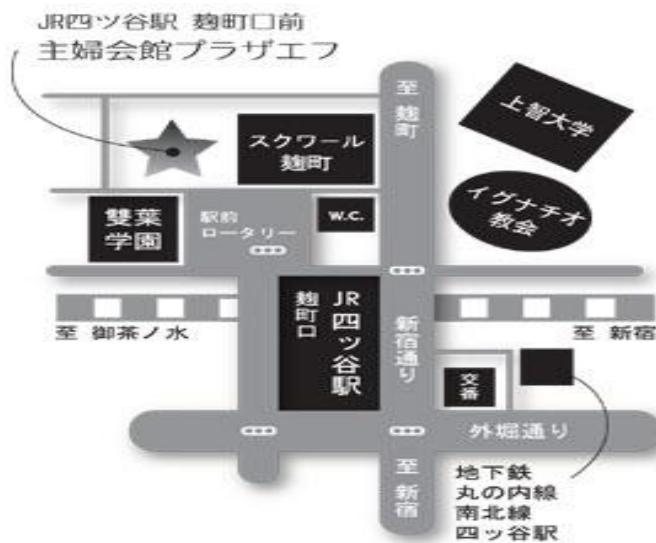 JR四ツ谷駅 麹町口前
主婦会館プラザエフ
至 麹町
上智大学
スクワール
麹町
イグナチオ
教会
雙葉
学園
駅前
ロータリー
W.C.
麹町口
JR四ッ谷駅
新宿通り
至 御茶ノ水
至 新宿
交番
外堀通り
至 新宿
地下鉄
丸の内線
南北線
四ッ谷駅